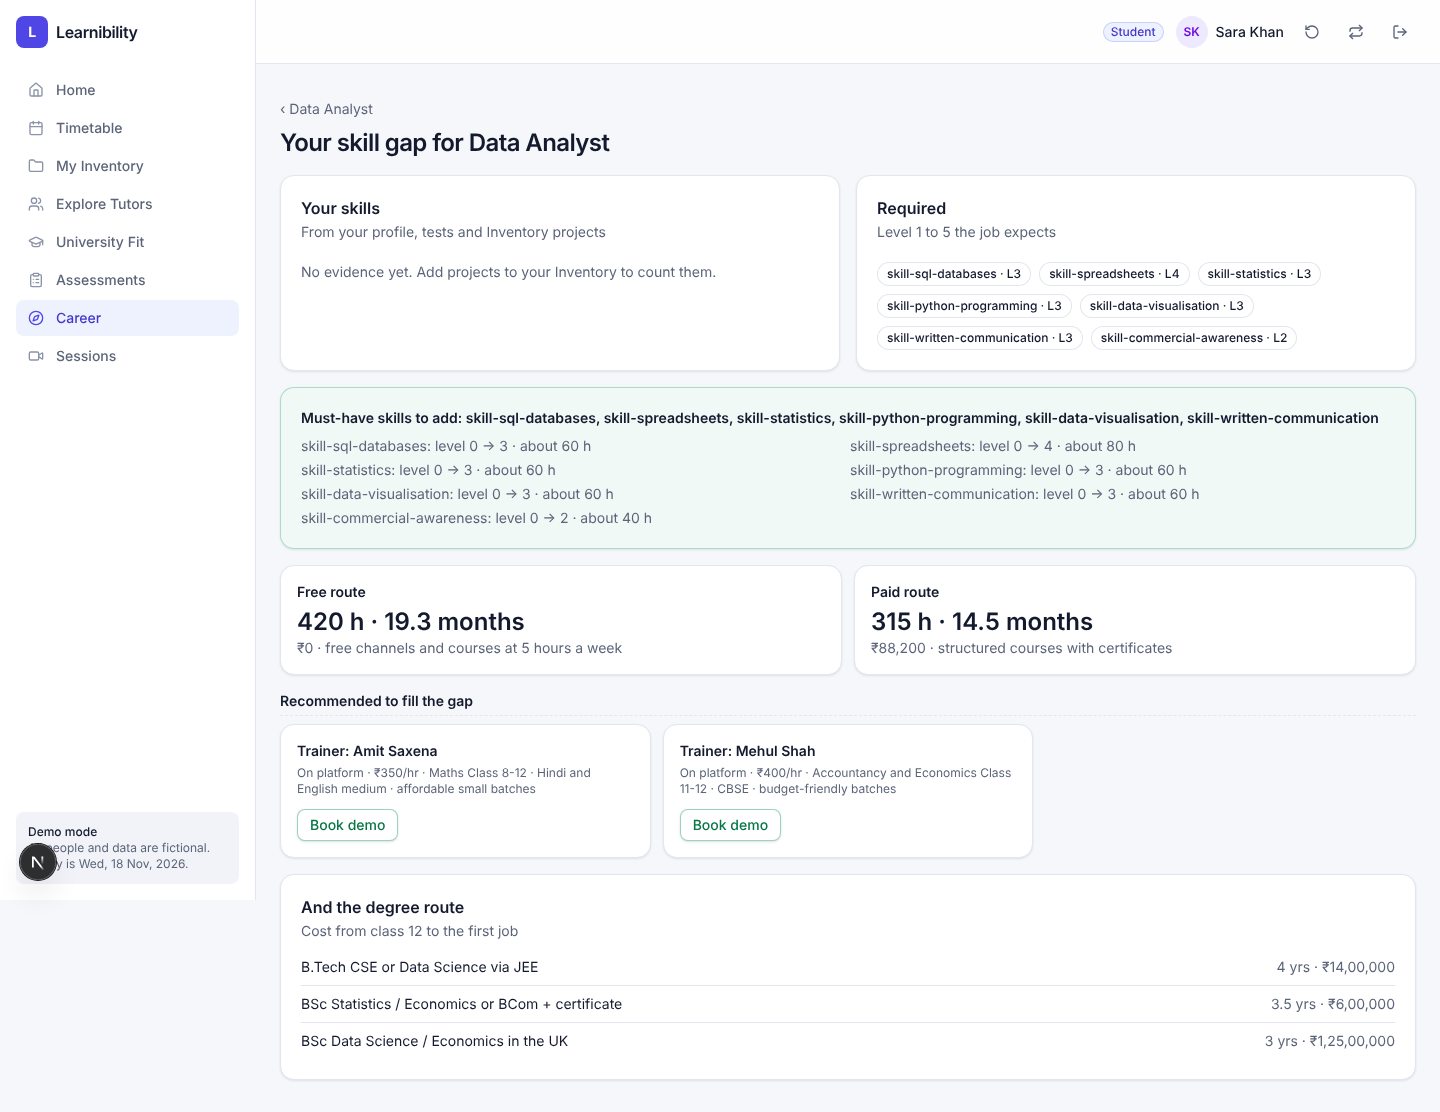 L Learnibility
Home
Timetable
My Inventory
Explore Tutors
University Fit
Assessments
Career
Sessions
Demo mode
people and data are fictional.
is Wed, 18 Nov, 2026.
N
Student SK Sara Khan
‹ Data Analyst
Your skill gap for Data Analyst
Your skills
From your profile, tests and Inventory projects
No evidence yet. Add projects to your Inventory to count them.
Required
Level 1 to 5 the job expects
skill-sql-databases · L3 skill-spreadsheets · L4 skill-statistics · L3
skill-python-programming · L3 skill-data-visualisation · L3
skill-written-communication · L3 skill-commercial-awareness · L2
Must-have skills to add: skill-sql-databases, skill-spreadsheets, skill-statistics, skill-python-programming, skill-data-visualisation, skill-written-communication
skill-sql-databases: level 0 → 3 · about 60 h
skill-spreadsheets: level 0 → 4 · about 80 h
skill-statistics: level 0 → 3 · about 60 h
skill-python-programming: level 0 → 3 · about 60 h
skill-data-visualisation: level 0 → 3 · about 60 h
skill-written-communication: level 0 → 3 · about 60 h
skill-commercial-awareness: level 0 → 2 · about 40 h
Free route
420 h · 19.3 months
₹0 · free channels and courses at 5 hours a week
Paid route
315 h · 14.5 months
₹88,200 · structured courses with certificates
Recommended to fill the gap
Trainer: Amit Saxena
On platform · ₹350/hr · Maths Class 8-12 · Hindi and
English medium · affordable small batches
Book demo
Trainer: Mehul Shah
On platform · ₹400/hr · Accountancy and Economics Class
11-12 · CBSE · budget-friendly batches
Book demo
And the degree route
Cost from class 12 to the first job
B.Tech CSE or Data Science via JEE 4 yrs · ₹14,00,000
BSc Statistics / Economics or BCom + certificate 3.5 yrs · ₹6,00,000
BSc Data Science / Economics in the UK 3 yrs · ₹1,25,00,000